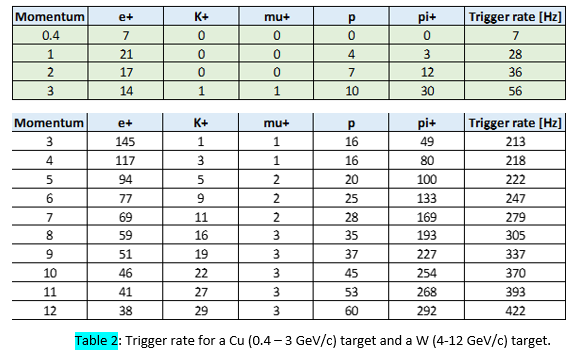 Momentum e+ K+ mu+ p pi+ Trigger rate [Hz]
0.4 7 0 0 0 0 7
1 21 0 0 4 3 28
2 17 0 0 7 12 36
3 14 1 1 10 30 56
Momentum e+ K+ mu+ p pi+ Trigger rate [Hz]
3 145 1 1 16 49 213
4 117 3 1 16 80 218
5 94 5 2 20 100 222
6 77 9 2 25 133 247
7 69 11 2 28 169 279
8 59 16 3 35 193 305
9 51 19 3 37 227 337
10 46 22 3 45 254 370
11 41 27 3 53 268 393
12 38 29 3 60 292 422
Table 2: Trigger rate for a Cu (0.4 – 3 GeV/c) target and a W (4-12 GeV/c) target.